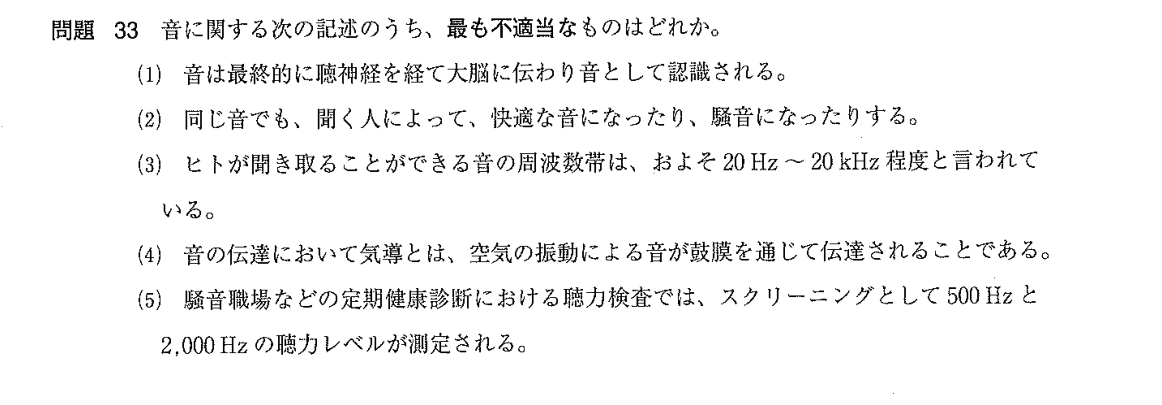 問題 33 音に関する次の記述のうち、最も不適当なものはどれか。
(1) 音は最終的に聴神経を経て大脳に伝わり音として認識される。
(2) 同じ音でも、聞く人によって、快適な音になったり、騒音になったりする。
(3) ヒトが聞き取ることができる音の周波数帯は、およそ 20 Hz ～ 20 kHz 程度と言われて
いる。
(4) 音の伝達において気導とは、空気の振動による音が鼓膜を通じて伝達されることである。
(5) 騒音職場などの定期健康診断における聴力検査では、スクリーニングとして 500 Hz と
2,000 Hz の聴力レベルが測定される。